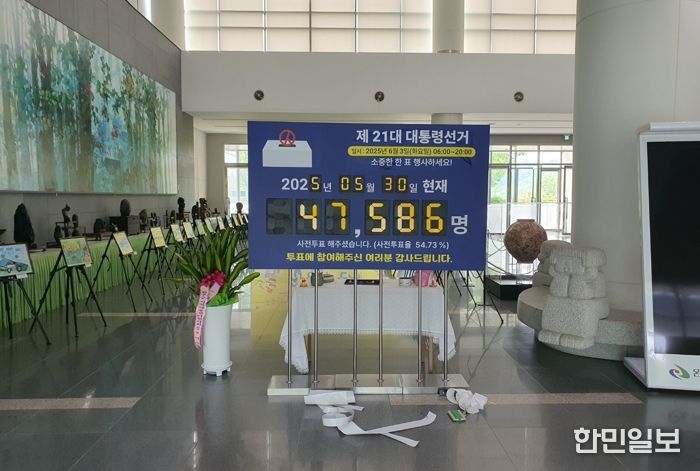 제 21대 대통령선거
일시 : 2025년 6월 3일(화요일) 06:00~20:00
소중한 한 표 행사하세요!
2025년 05월 30일 현재
47,586 명
사전투표 해주셨습니다. (사전투표율 54.73 %)
투표에 참여해주신 여러분 감사드립니다.
한민일보